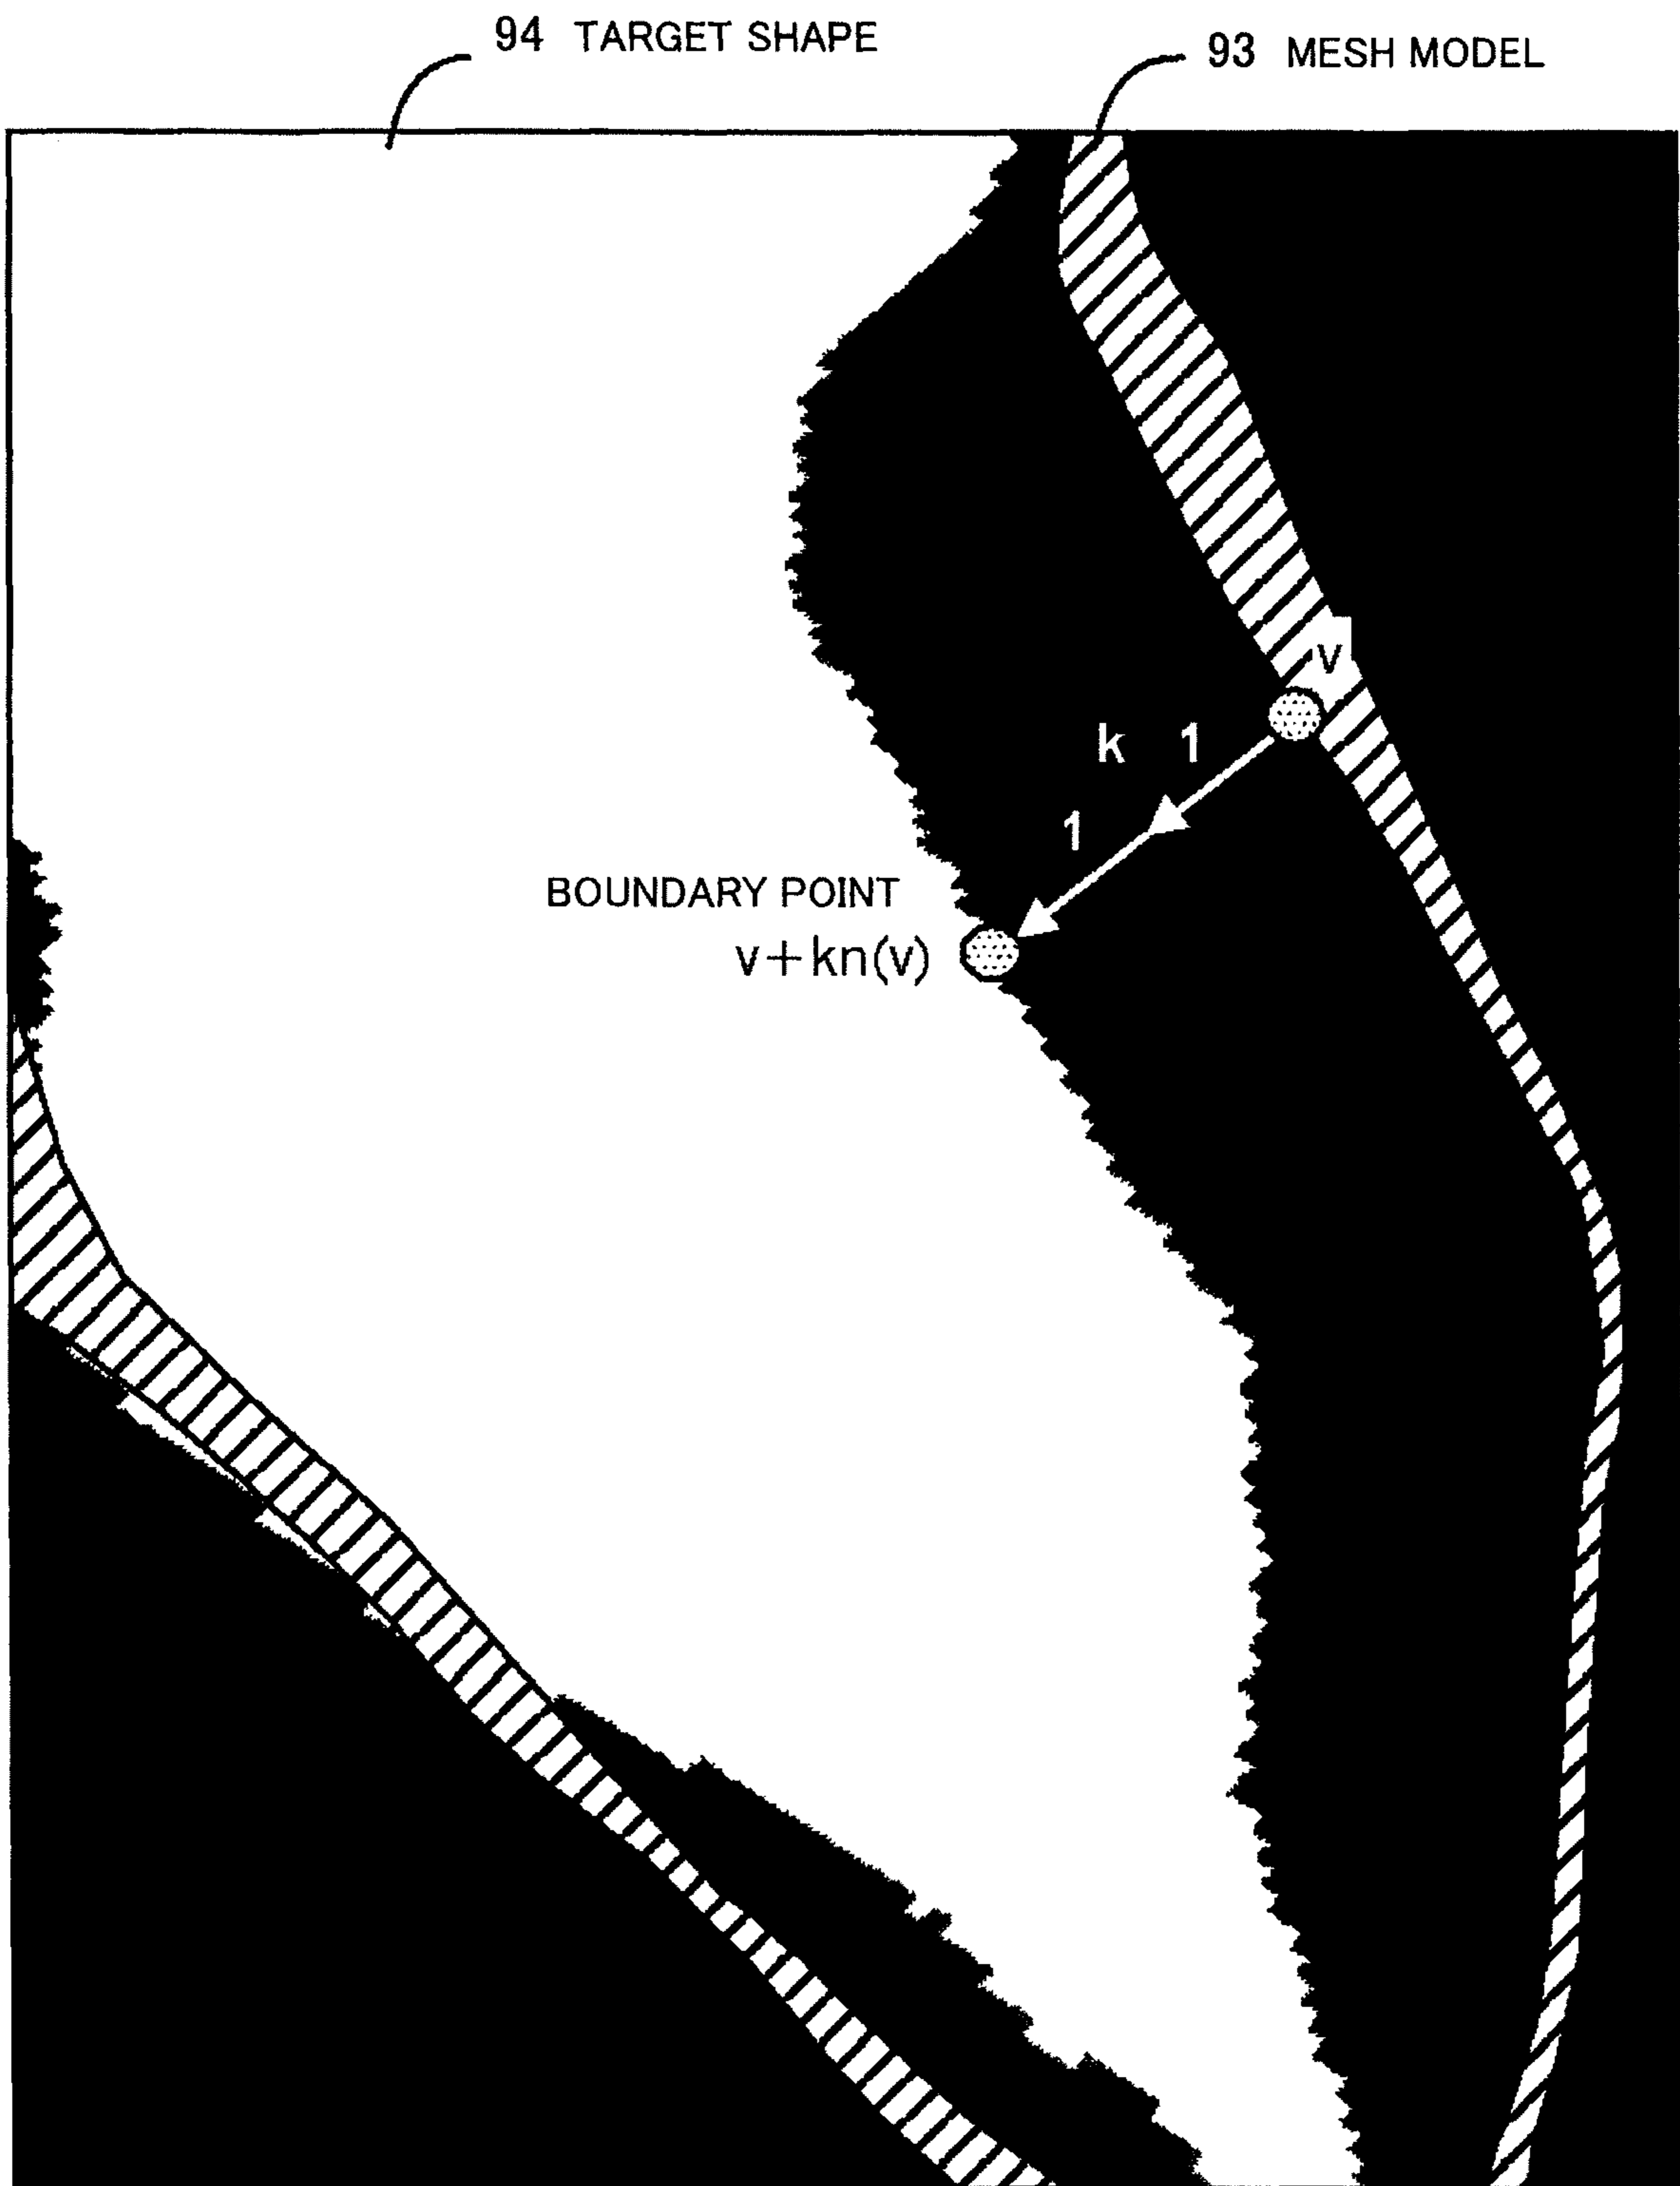 94 TARGET SHAPE
93 MESH MODEL
v
k 1
1
BOUNDARY POINT
v+kn(v)